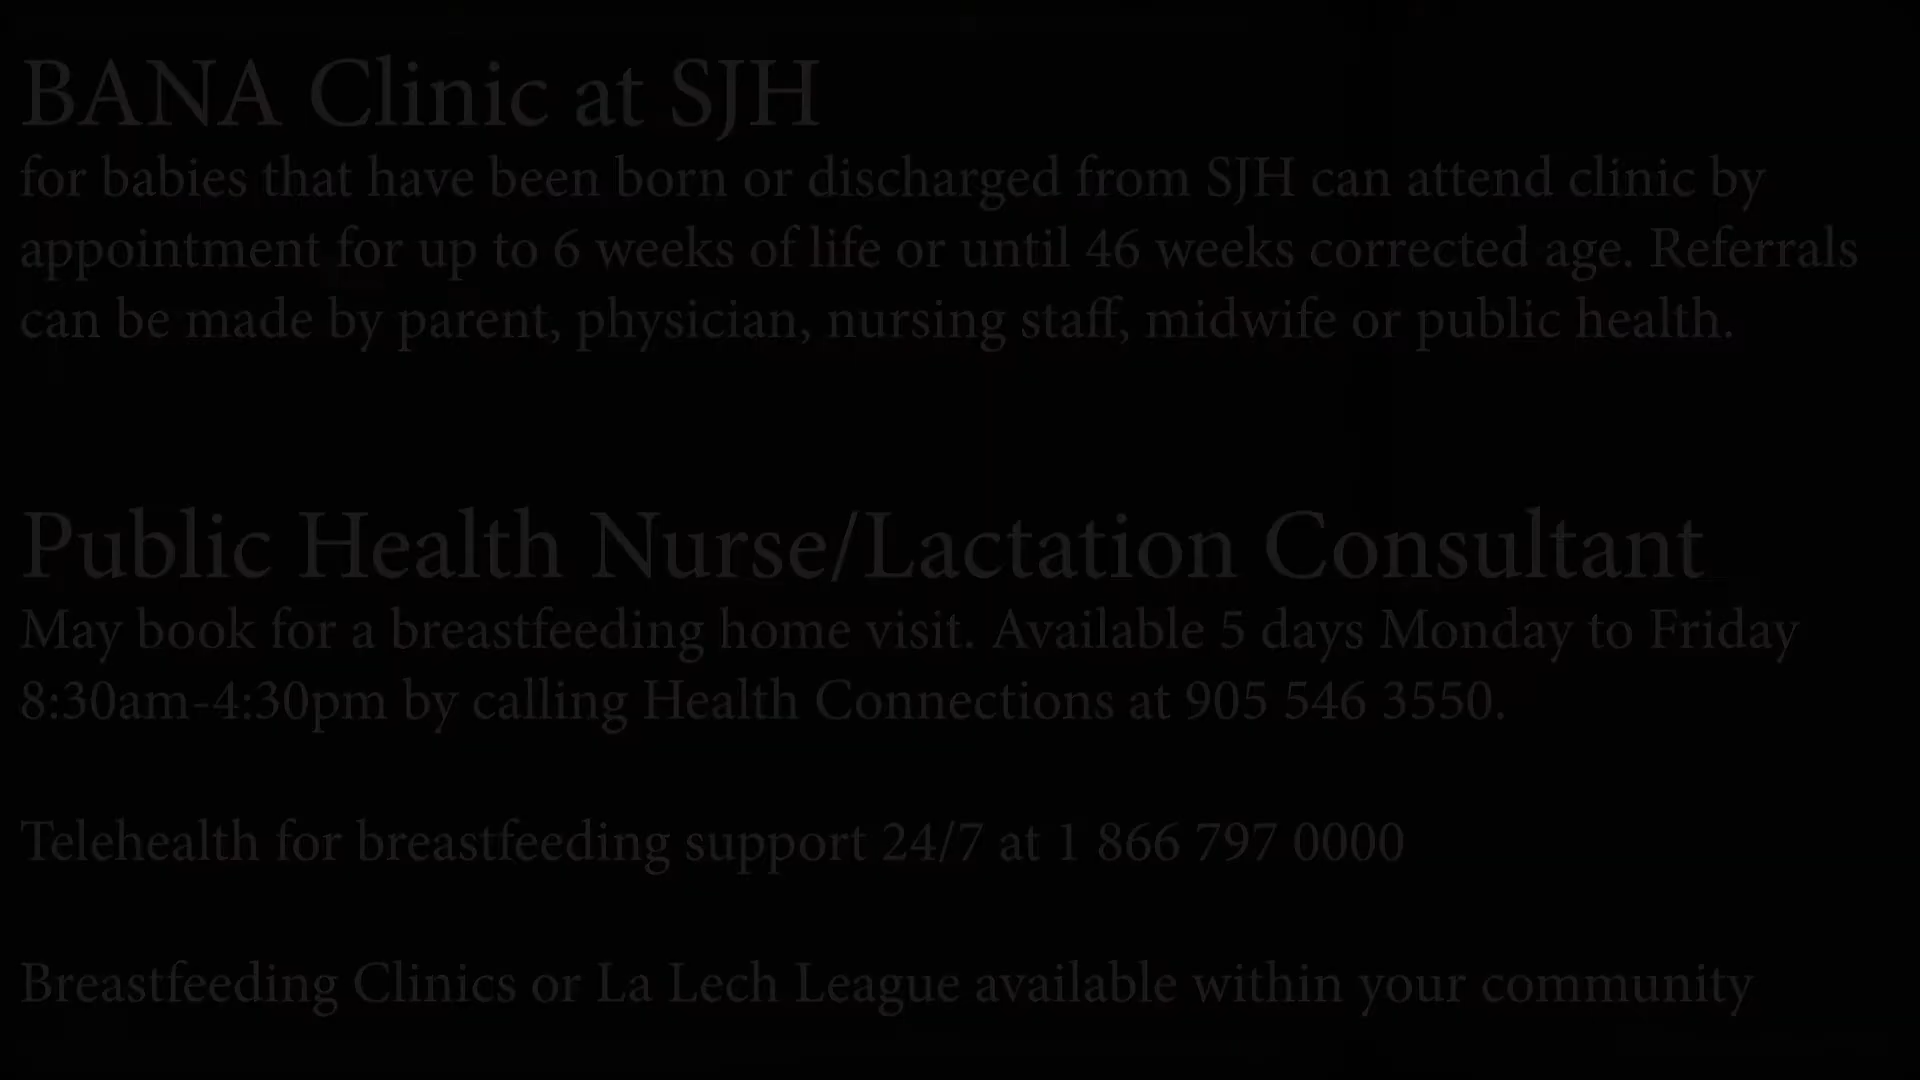 BANA Clinic at SJH
for babies that have been born or discharged from SJH can attend clinic by
appointment for up to 6 weeks of life or until 46 weeks corrected age. Referrals
can be made by parent, physician, nursing staff, midwife or public health.
Public Health Nurse/Lactation Consultant
May book for a breastfeeding home visit. Available 5 days Monday to Friday
8:30am-4:30pm by calling Health Connections at 905 546 3550.
Telehealth for breastfeeding support 24/7 at 1 866 797 0000
Breastfeeding Clinics or La Lech League available within your community